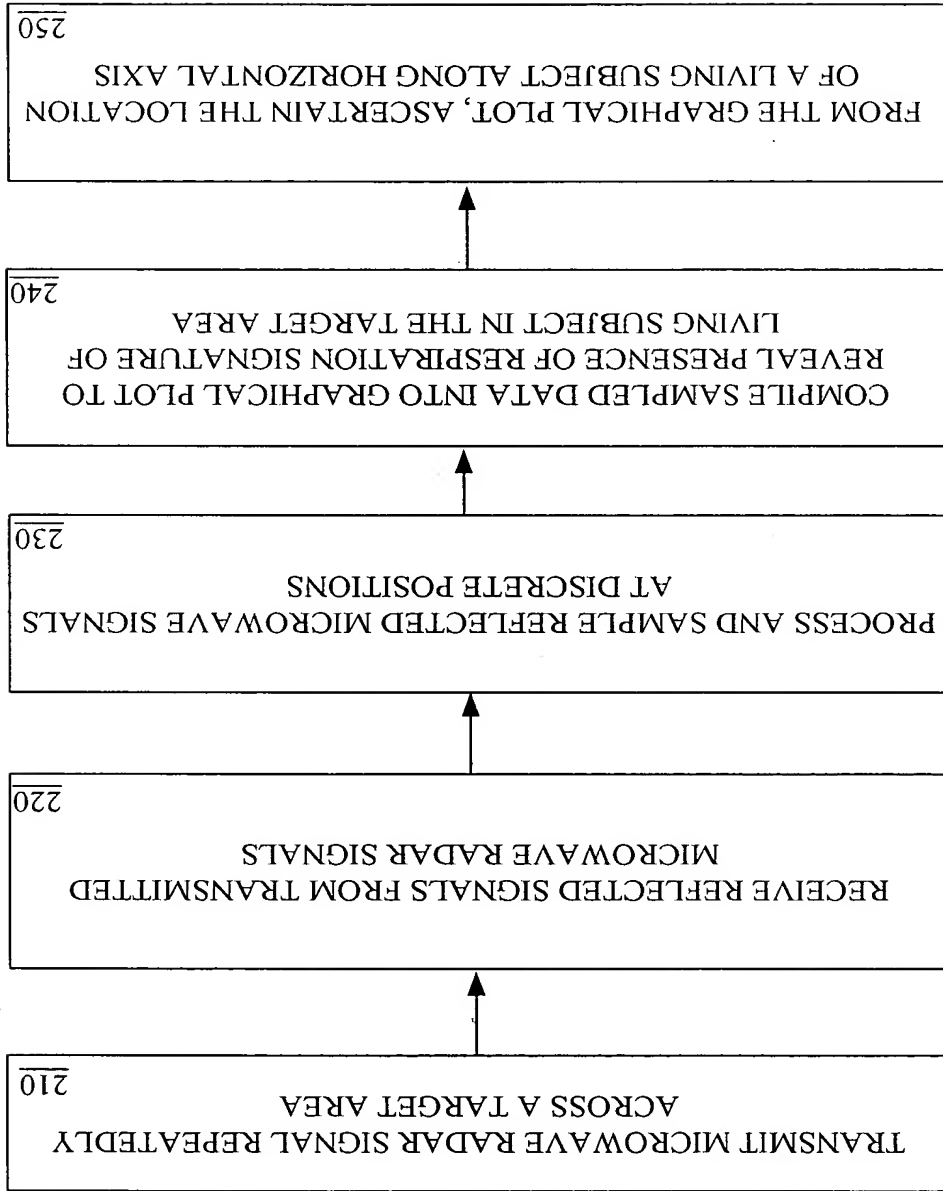 TRANSMIT MICROWAVE RADAR SIGNAL REPEATEDLY
ACROSS A TARGET AREA
210
RECEIVE REFLECTED SIGNALS FROM TRANSMITTED
MICROWAVE RADAR SIGNALS
220
PROCESS AND SAMPLE REFLECTED MICROWAVE SIGNALS
AT DISCRETE POSITIONS
230
COMPILE SAMPLED DATA INTO GRAPHICAL PLOT TO
REVEAL PRESENCE OF RESPIRATION SIGNATURE OF
LIVING SUBJECT IN THE TARGET AREA
240
FROM THE GRAPHICAL PLOT, ASCERTAIN THE LOCATION
OF A LIVING SUBJECT ALONG HORIZONTAL AXIS
250